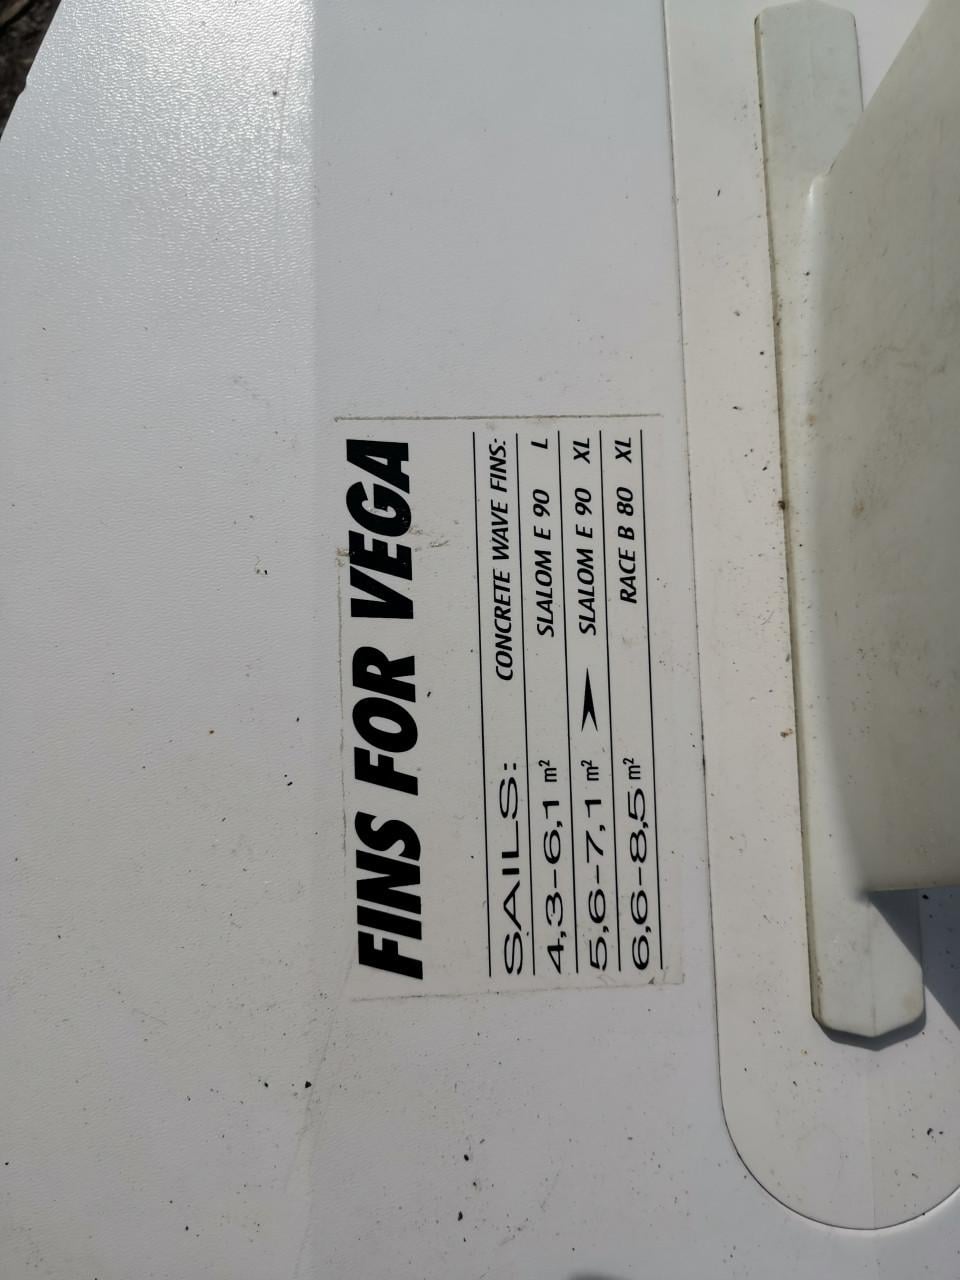 FINS FOR VEGA
SAILS: CONCRETE WAVE FINS:
4,3-6,1 m² SLALOM E 90 L
5,6-7,1 m² ➤ SLALOM E 90 XL
6,6-8,5 m² RACE B 80 XL